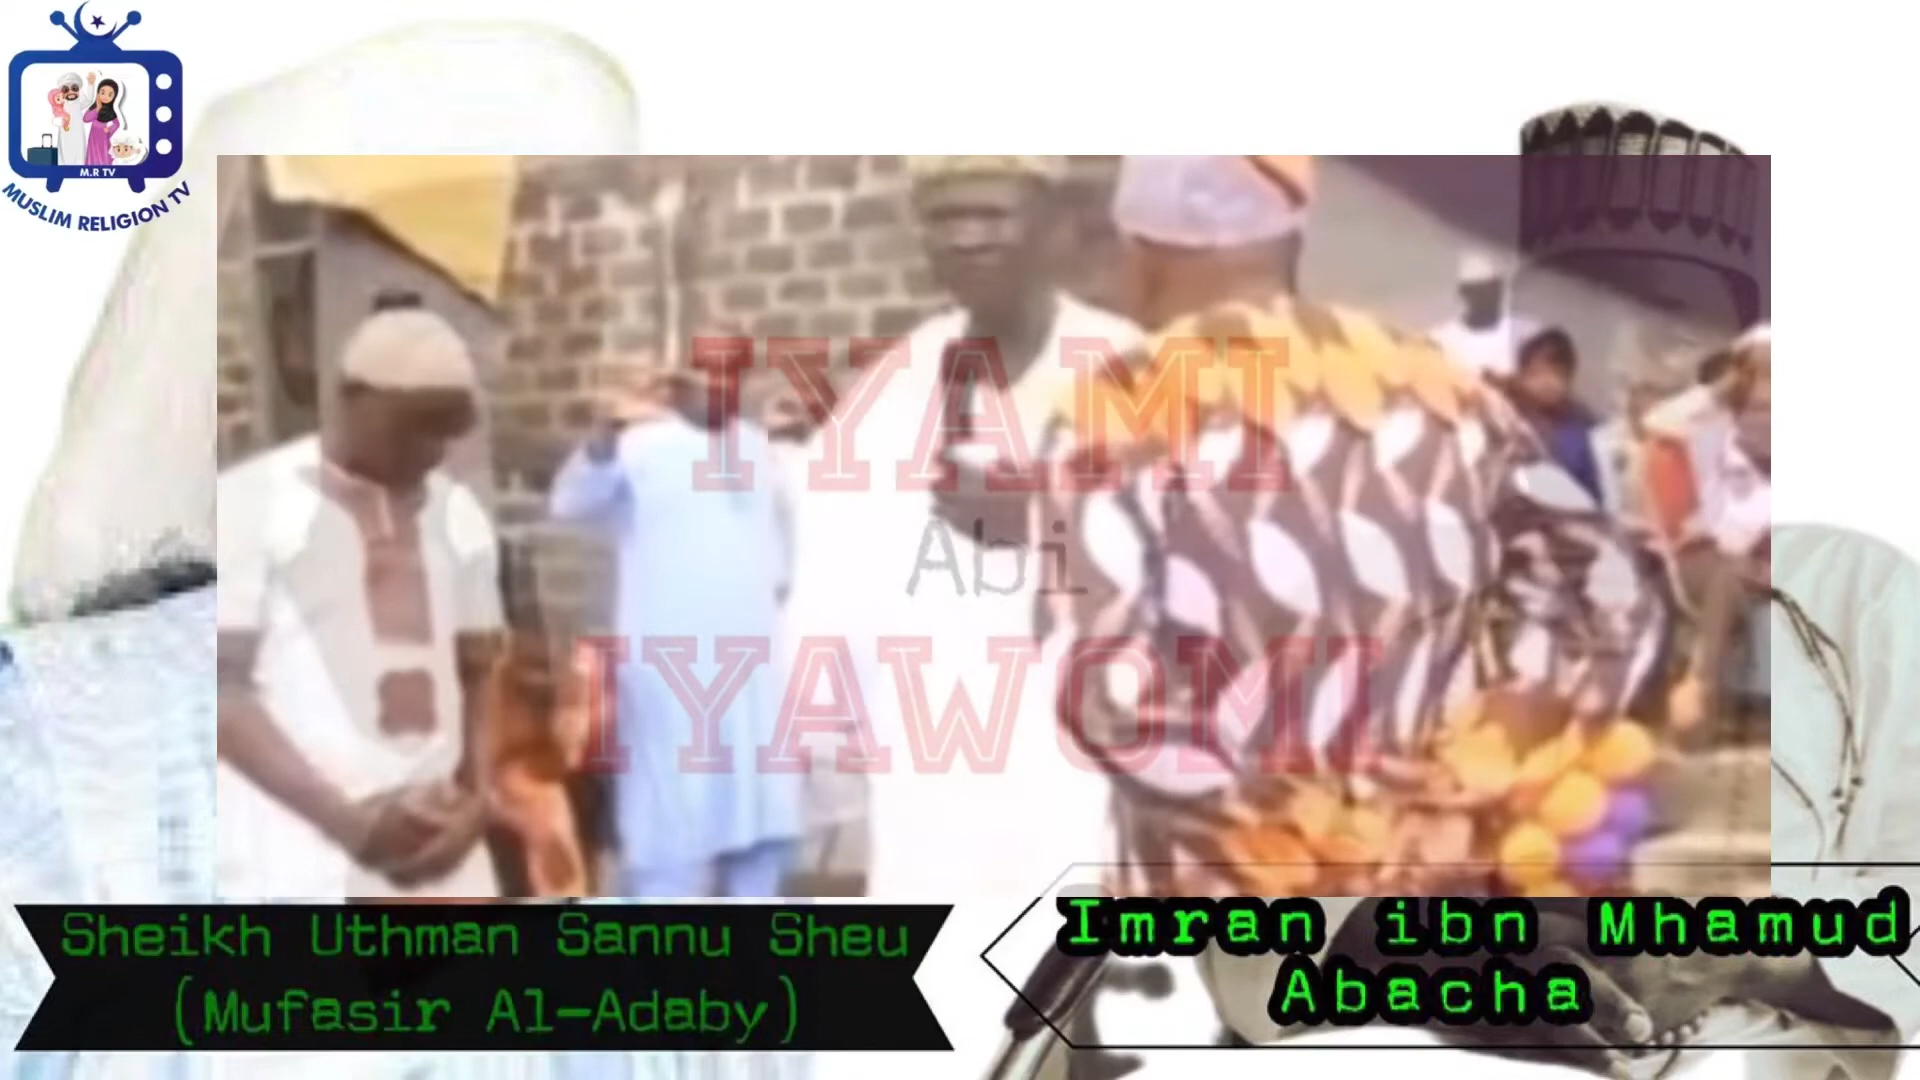 M.R TV
MUSLIM RELIGION TV
IYAMI
Abi
IYAWOMI
Sheikh Uthman Sannu Sheu
(Mufasir Al-Adaby)
Imran ibn Mhamud
Abacha